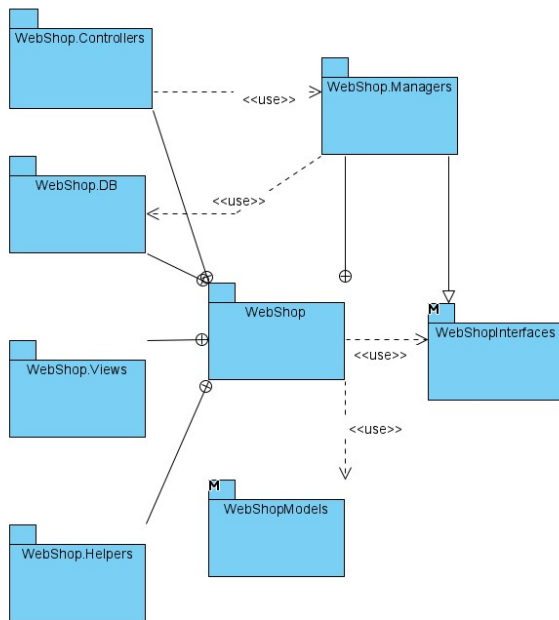 WebShop.Controllers
WebShop.Managers
<<use>>
WebShop.DB
<<use>>
WebShop
M
WebShopInterfaces
<<use>>
WebShop.Views
<<use>>
M
WebShopModels
WebShop.Helpers